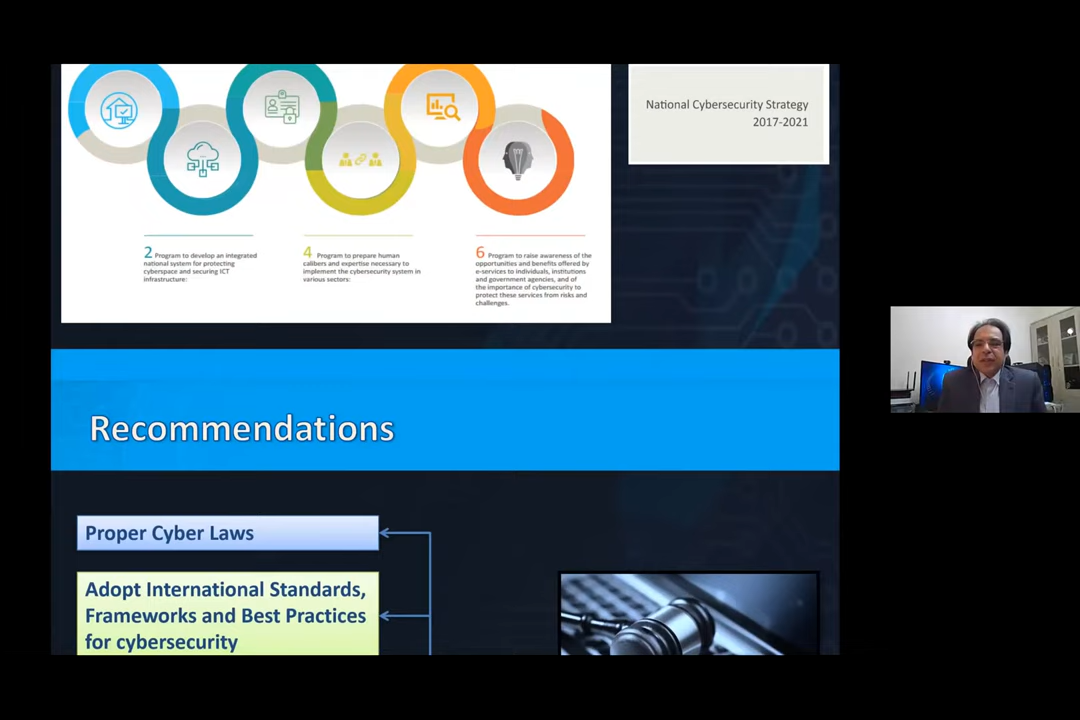 National Cybersecurity Strategy
2017-2021
2 Program to develop an integrated
national system for protecting
cyberspace and securing ICT
infrastructure:
4 Program to prepare human
calibers and expertise necessary to
implement the cybersecurity system in
various sectors:
6 Program to raise awareness of the
opportunities and benefits offered by
e-services to individuals, institutions
and government agencies, and of
the importance of cybersecurity to
protect these services from risks and
challenges.
Recommendations
Proper Cyber Laws
Adopt International Standards,
Frameworks and Best Practices
for cybersecurity